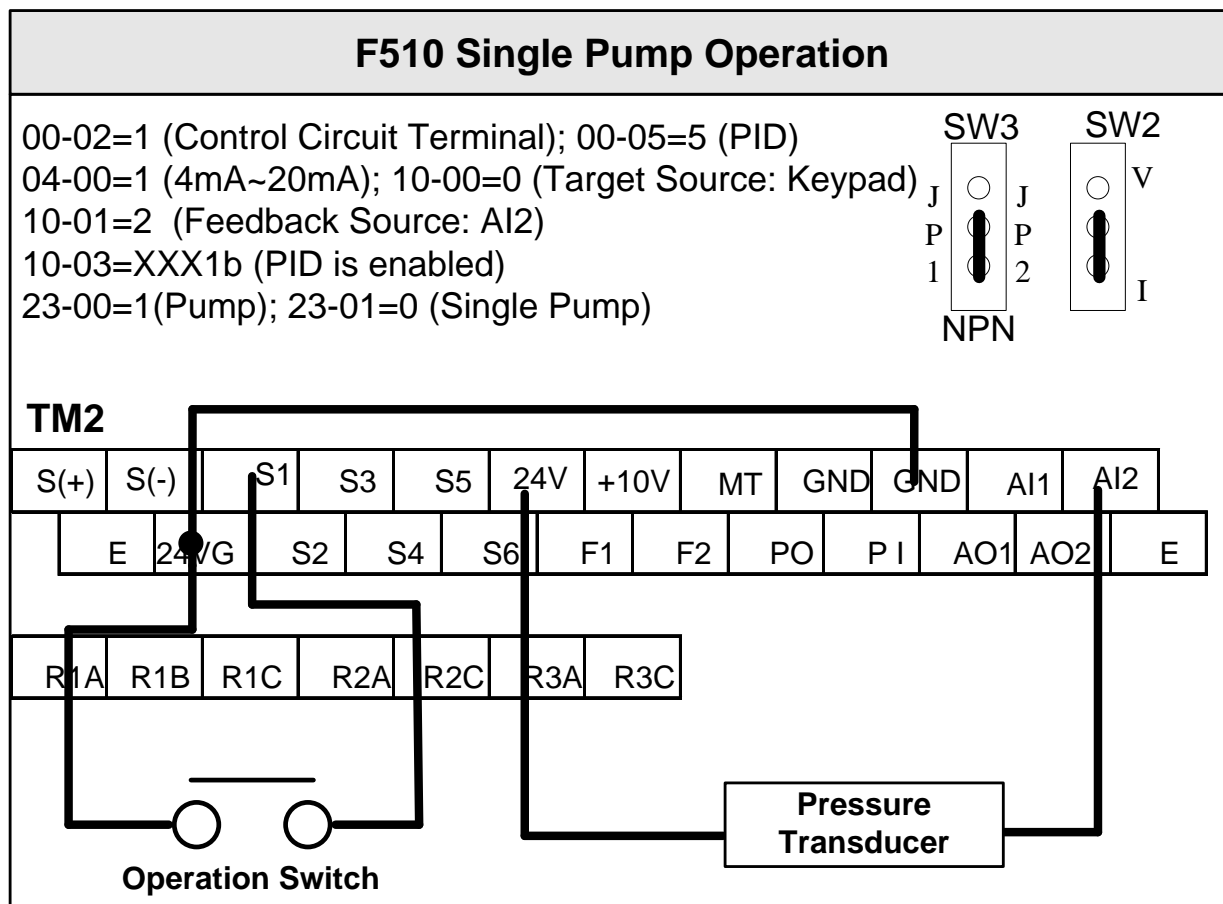 F510 Single Pump Operation
00-02=1 (Control Circuit Terminal); 00-05=5 (PID)
04-00=1 (4mA~20mA); 10-00=0 (Target Source: Keypad)
10-01=2 (Feedback Source: AI2)
10-03=XXX1b (PID is enabled)
23-00=1(Pump); 23-01=0 (Single Pump)
SW3 SW2
J J V
P P
1 2 I
NPN
TM2
S(+) S(-) S1 S3 S5 24V +10V MT GND GND AI1 AI2
E 24VG S2 S4 S6 F1 F2 PO P I AO1 AO2 E
R1A R1B R1C R2A R2C R3A R3C
Pressure
Transducer
Operation Switch